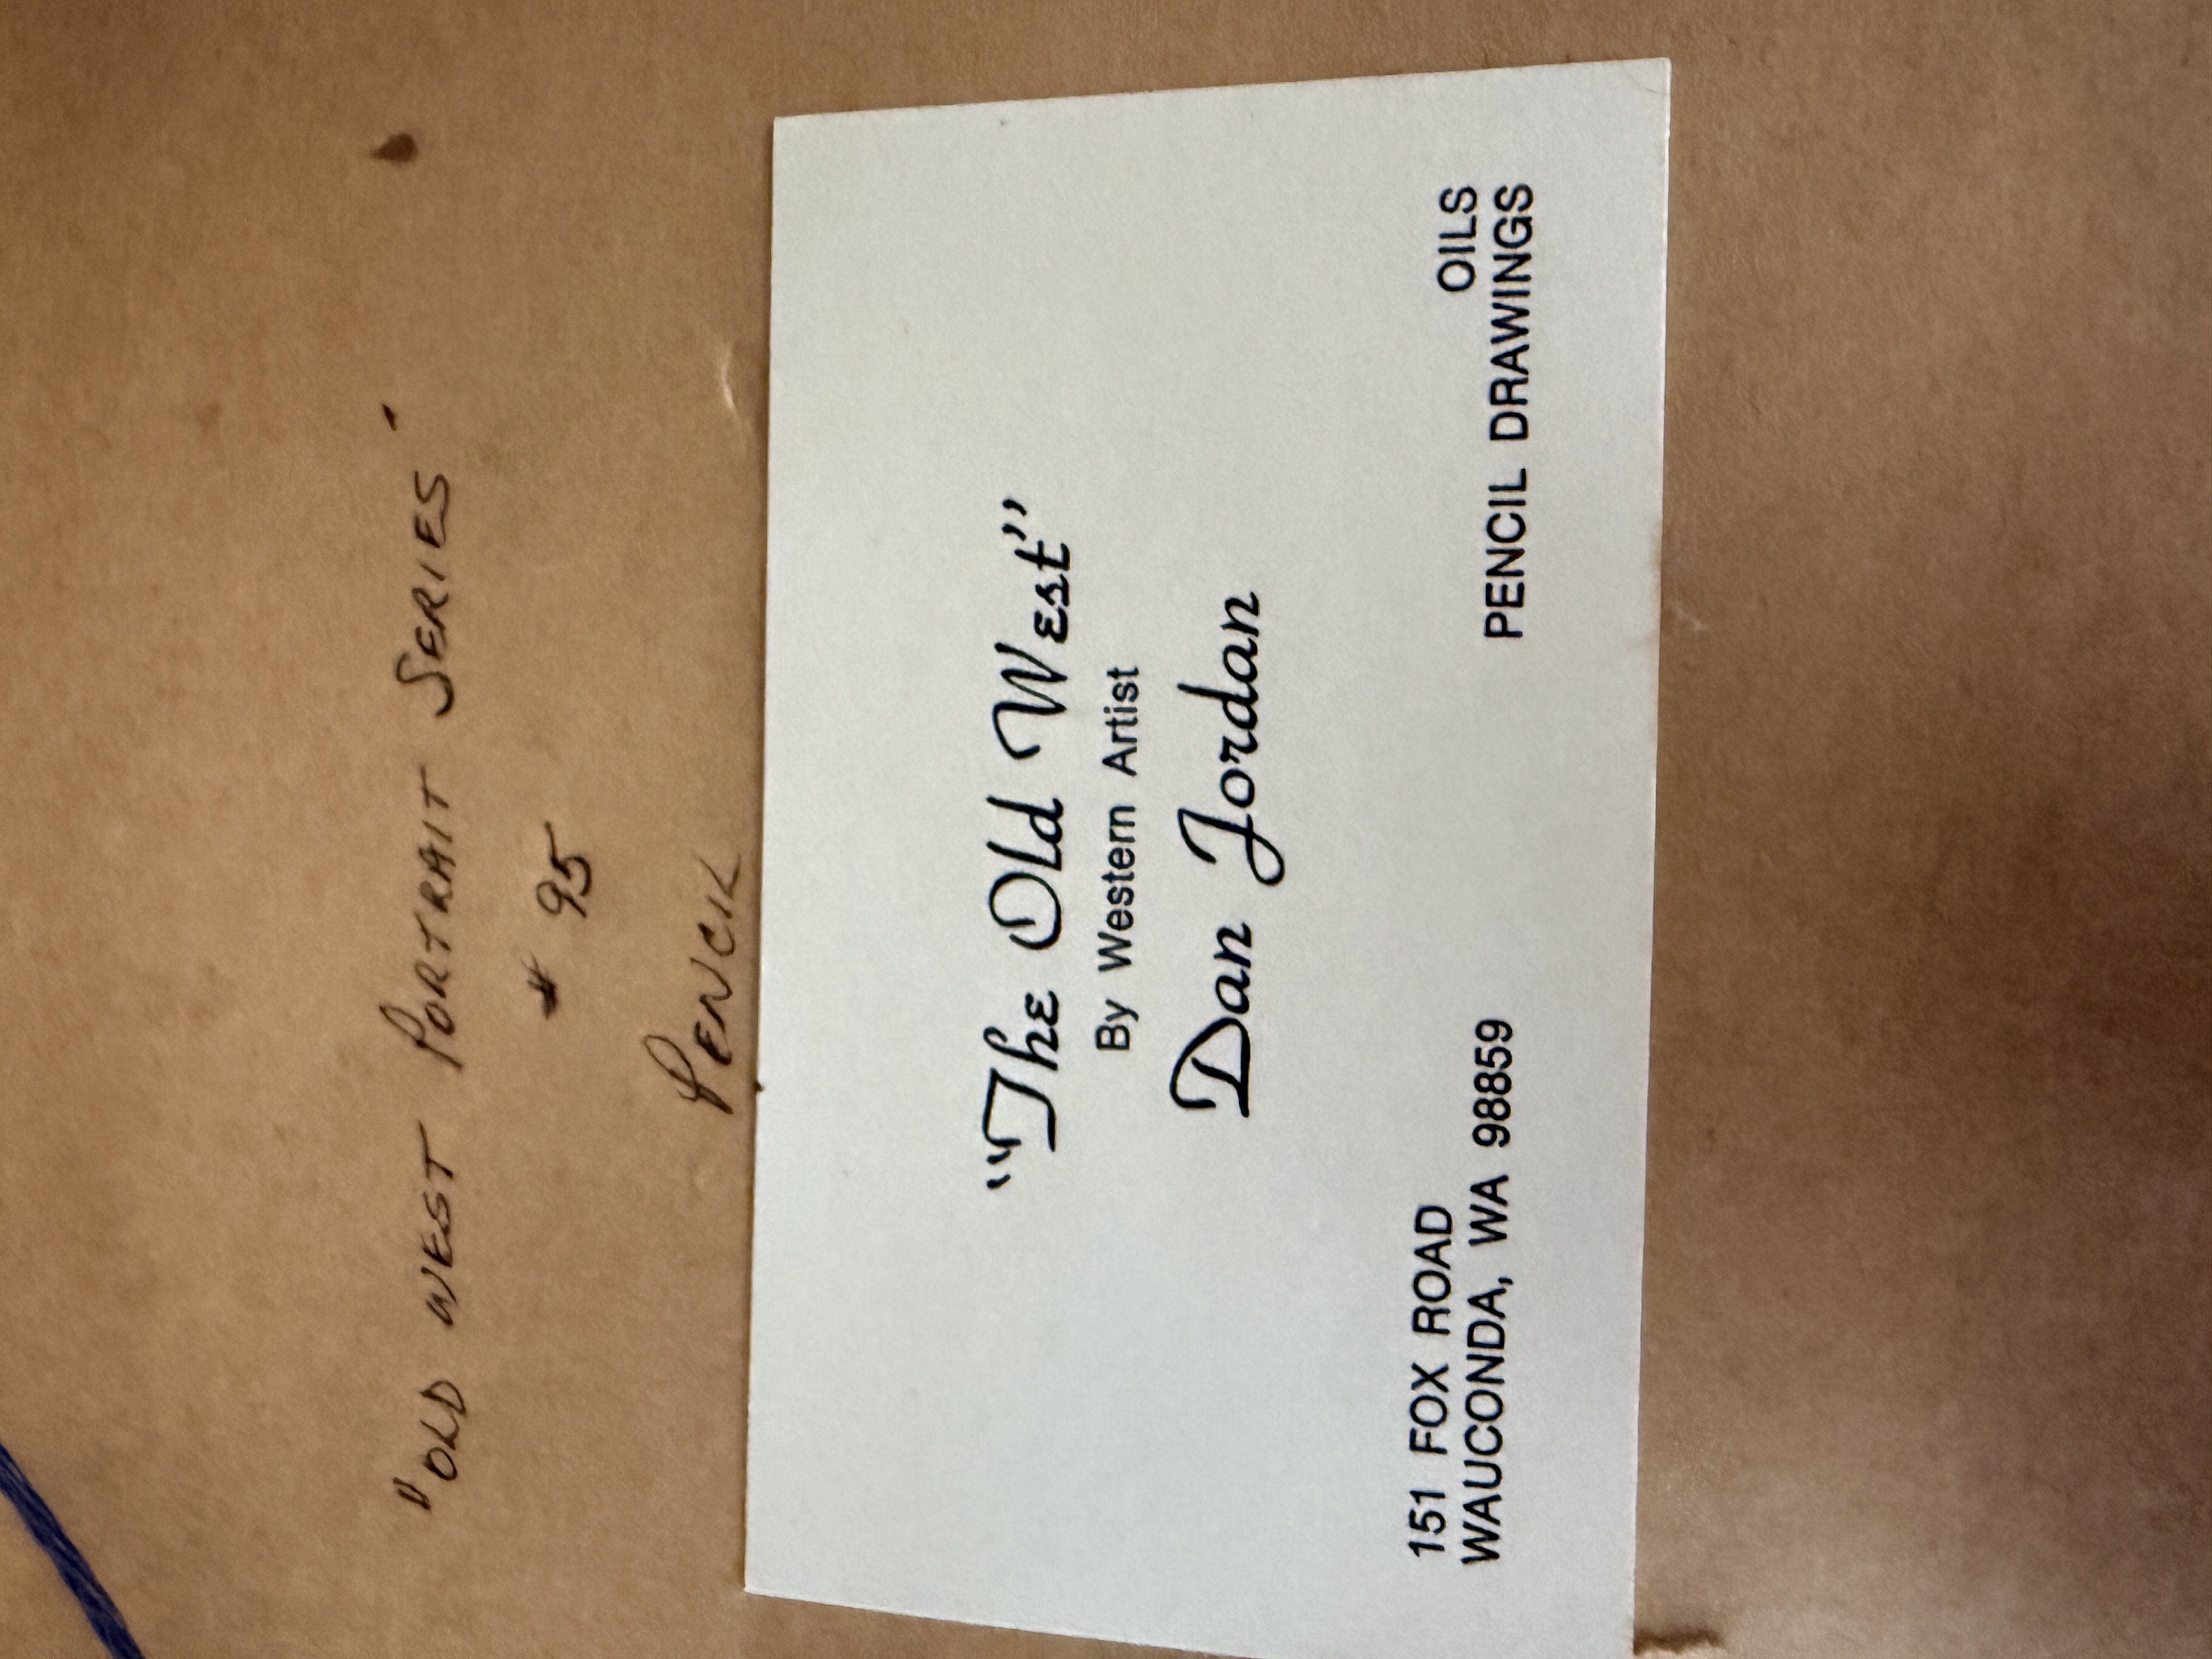 "OLD WEST PORTRAIT SERIES"
# 95
PENCIL
"The Old West"
By Western Artist
Dan Jordan
OILS
PENCIL DRAWINGS
151 FOX ROAD
WAUCONDA, WA 98859